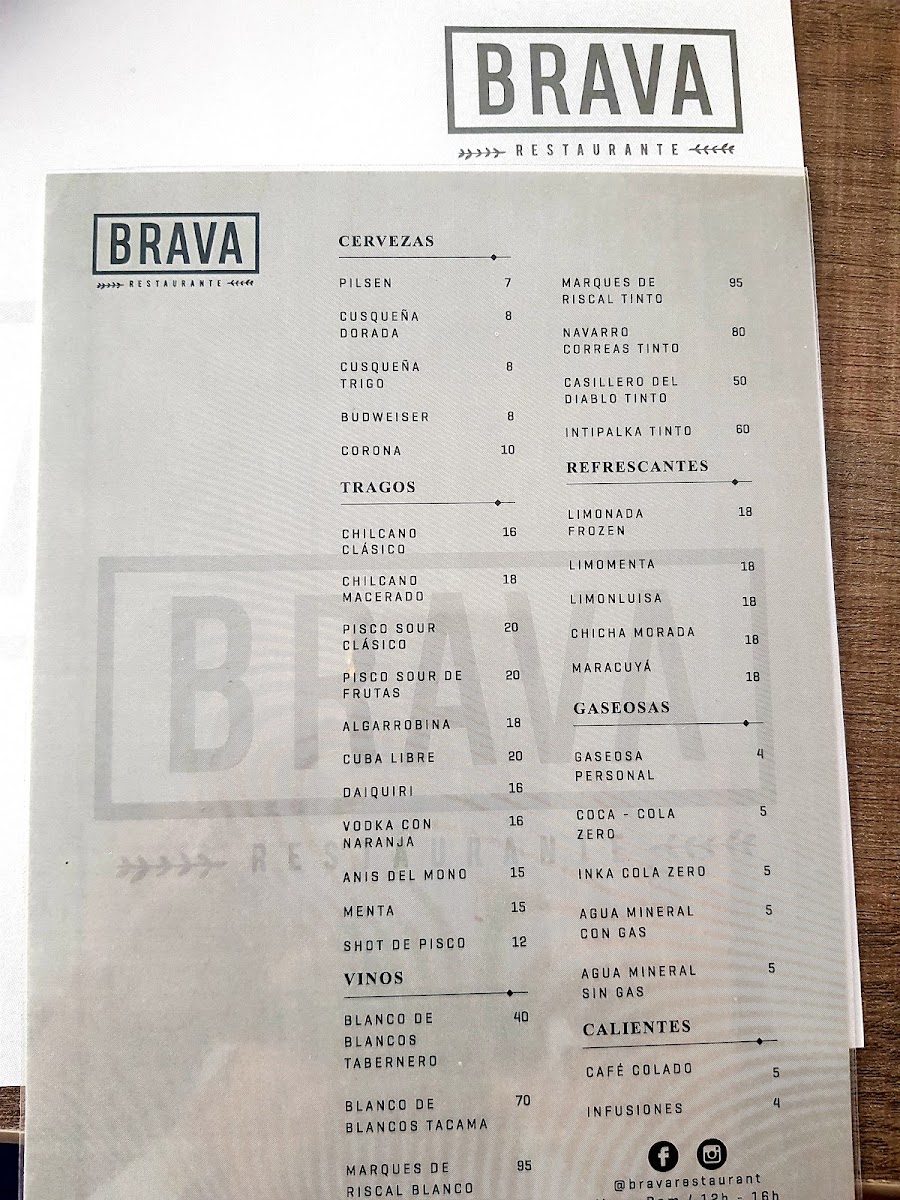 BRAVA
RESTAURANTE
BRAVA
RESTAURANTE
CERVEZAS
PILSEN 7
CUSQUEÑA 8
DORADA
CUSQUEÑA 8
TRIGO
BUDWEISER 8
CORONA 10
TRAGOS
CHILCANO 16
CLÁSICO
CHILCANO 18
MACERADO
PISCO SOUR 20
CLÁSICO
PISCO SOUR DE 20
FRUTAS
ALGARROBINA 18
CUBA LIBRE 20
DAIQUIRI 16
VODKA CON 16
NARANJA
ANIS DEL MONO 15
MENTA 15
SHOT DE PISCO 12
VINOS
BLANCO DE 40
BLANCOS
TABERNERO
BLANCO DE 70
BLANCOS TACAMA
MARQUES DE 95
RISCAL BLANCO
MARQUES DE 95
RISCAL TINTO
NAVARRO 80
CORREAS TINTO
CASILLERO DEL 50
DIABLO TINTO
INTIPALKA TINTO 60
REFRESCANTES
LIMONADA 18
FROZEN
LIMOMENTA 18
LIMONLUISA 18
CHICHA MORADA 18
MARACUYÁ 18
GASEOSAS
GASEOSA 4
PERSONAL
COCA - COLA 5
ZERO
INKA COLA ZERO 5
AGUA MINERAL 5
CON GAS
AGUA MINERAL 5
SIN GAS
CALIENTES
CAFÉ COLADO 5
INFUSIONES 4
@bravarestaurant
12h - 16h
BRAVA
RESTAURANTE